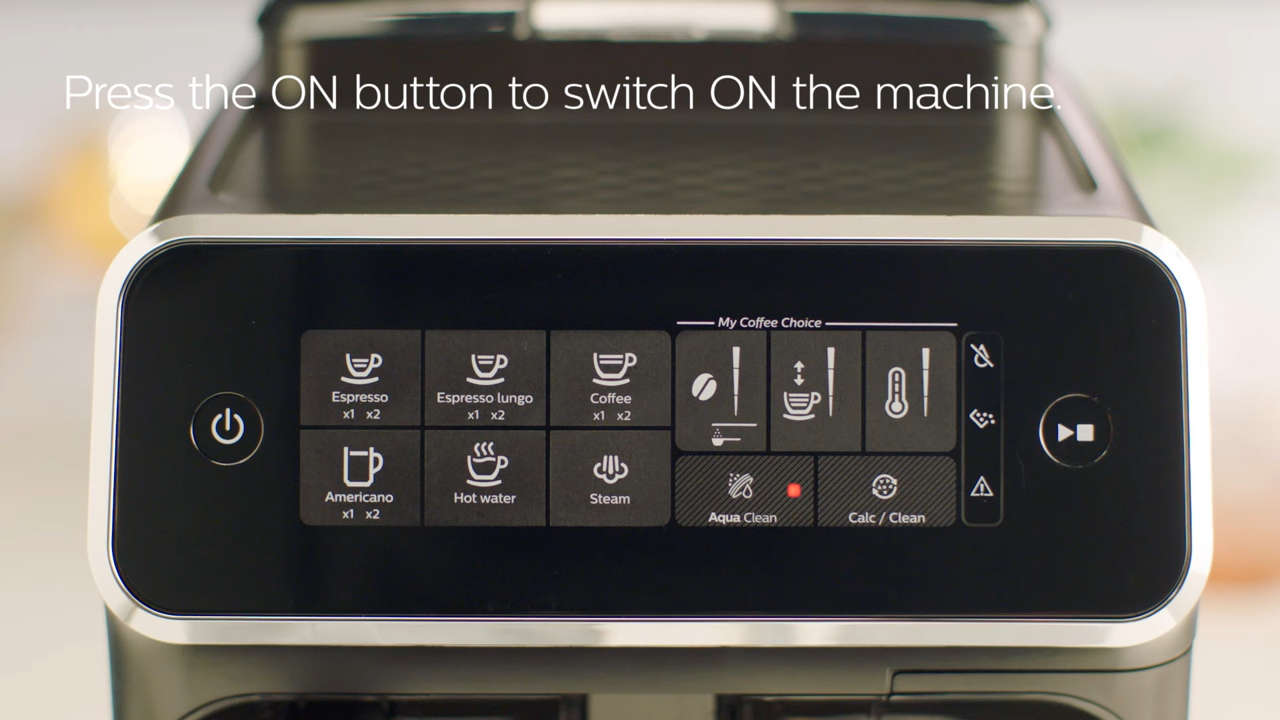 Press the ON button to switch ON the machine.
My Coffee Choice
Espresso
x1 x2
Espresso lungo
x1 x2
Coffee
x1 x2
Americano
x1 x2
Hot water
Steam
Aqua Clean
Calc / Clean